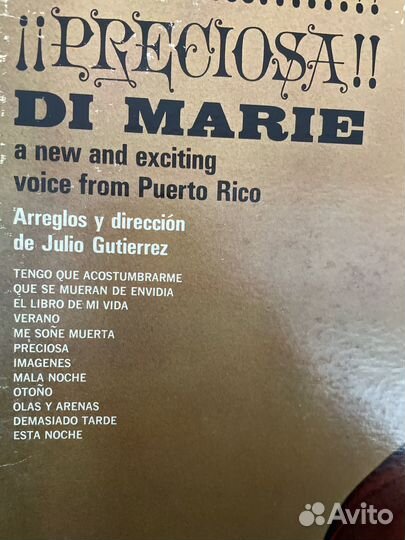 ¡¡PRECIOSA!!
DI MARIE
a new and exciting
voice from Puerto Rico
Arreglos y dirección
de Julio Gutierrez
TENGO QUE ACOSTUMBRARME
QUE SE MUERAN DE ENVIDIA
EL LIBRO DE MI VIDA
VERANO
ME SOÑE MUERTA
PRECIOSA
IMAGENES
MALA NOCHE
OTOÑO
OLAS Y ARENAS
DEMASIADO TARDE
ESTA NOCHE
Avito